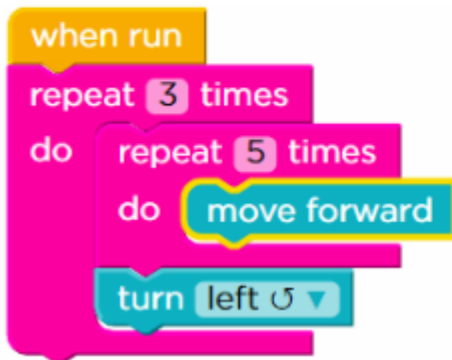 when run
repeat 3 times
do repeat 5 times
do move forward
turn left ↺ ▼